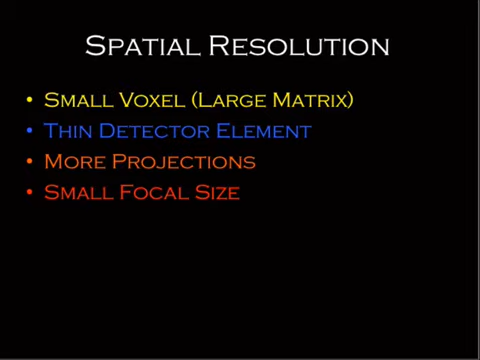 Spatial Resolution
• Small Voxel (Large Matrix)
• Thin Detector Element
• More Projections
• Small Focal Size